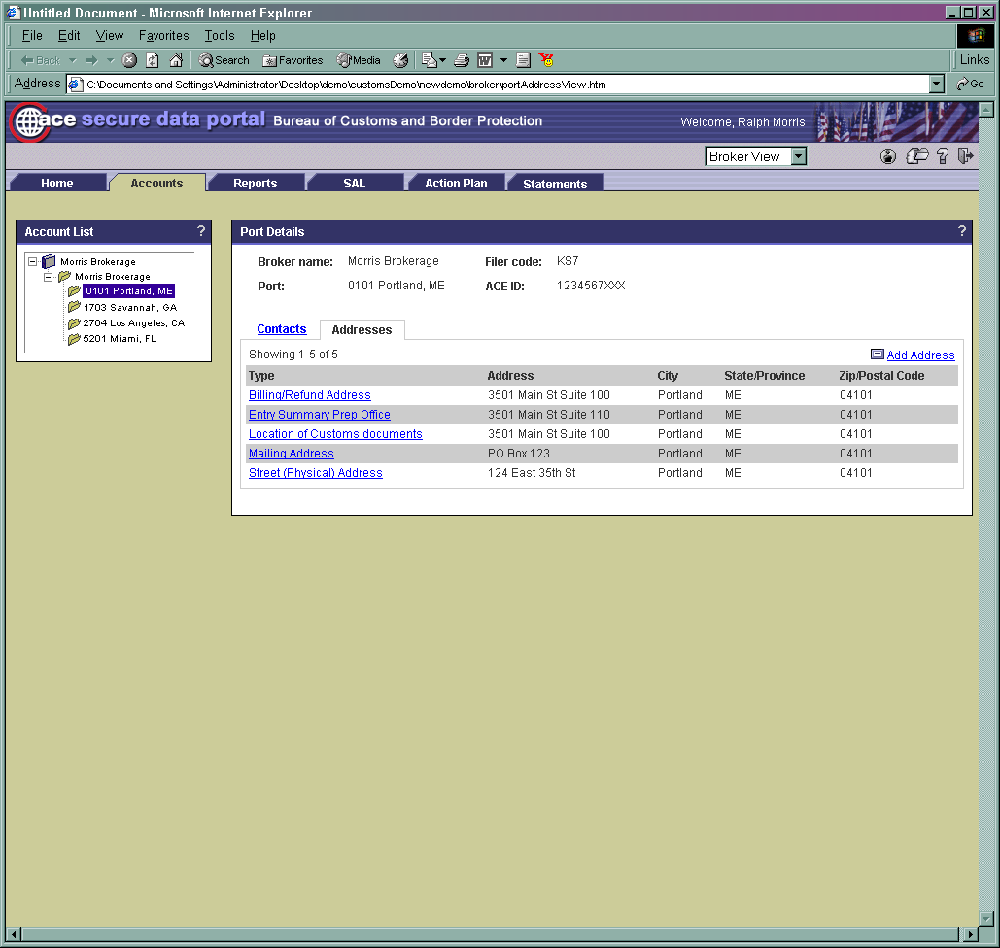 Untitled Document - Microsoft Internet Explorer
File Edit View Favorites Tools Help
Back Search Favorites Media Links
Address C:\Documents and Settings\Administrator\Desktop\demo\customsDemo\newdemo\broker\portAddressView.htm Go
ace secure data portal Bureau of Customs and Border Protection Welcome, Ralph Morris
Broker View ?
Home Accounts Reports SAL Action Plan Statements
Account List ?
Morris Brokerage
Morris Brokerage
0101 Portland, ME
1703 Savannah, GA
2704 Los Angeles, CA
5201 Miami, FL
Port Details ?
Broker name: Morris Brokerage Filer code: KS7
Port: 0101 Portland, ME ACE ID: 1234567XXX
Contacts Addresses
Showing 1-5 of 5 Add Address
Type Address City State/Province Zip/Postal Code
Billing/Refund Address 3501 Main St Suite 100 Portland ME 04101
Entry Summary Prep Office 3501 Main St Suite 110 Portland ME 04101
Location of Customs documents 3501 Main St Suite 100 Portland ME 04101
Mailing Address PO Box 123 Portland ME 04101
Street (Physical) Address 124 East 35th St Portland ME 04101